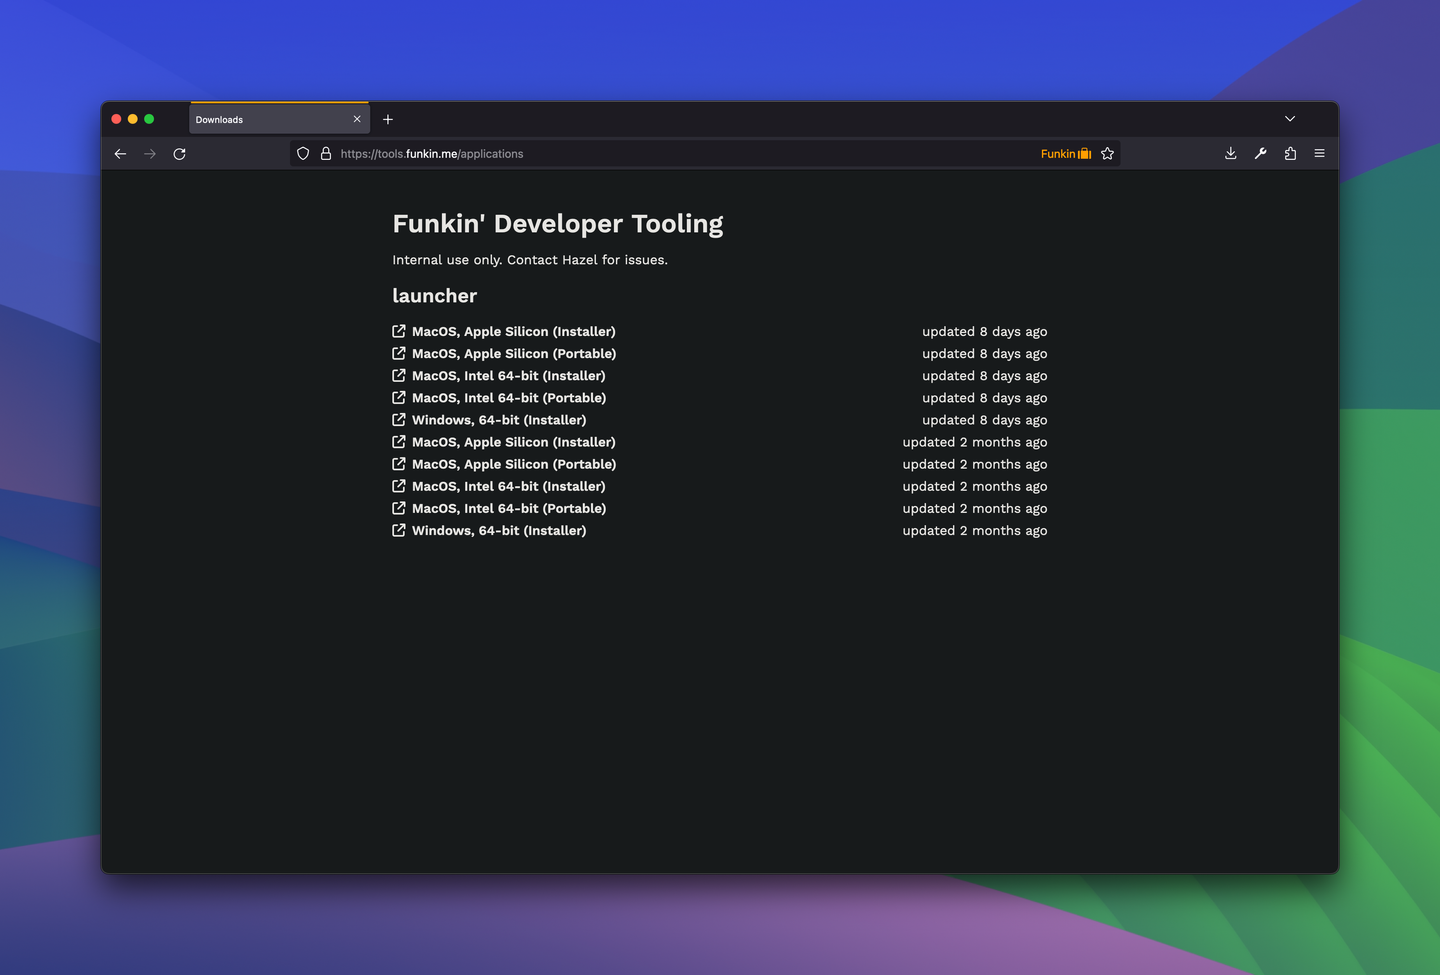 Downloads
https://tools.funkin.me/applications
Funkin
Funkin' Developer Tooling
Internal use only. Contact Hazel for issues.
launcher
MacOS, Apple Silicon (Installer) updated 8 days ago
MacOS, Apple Silicon (Portable) updated 8 days ago
MacOS, Intel 64-bit (Installer) updated 8 days ago
MacOS, Intel 64-bit (Portable) updated 8 days ago
Windows, 64-bit (Installer) updated 8 days ago
MacOS, Apple Silicon (Installer) updated 2 months ago
MacOS, Apple Silicon (Portable) updated 2 months ago
MacOS, Intel 64-bit (Installer) updated 2 months ago
MacOS, Intel 64-bit (Portable) updated 2 months ago
Windows, 64-bit (Installer) updated 2 months ago